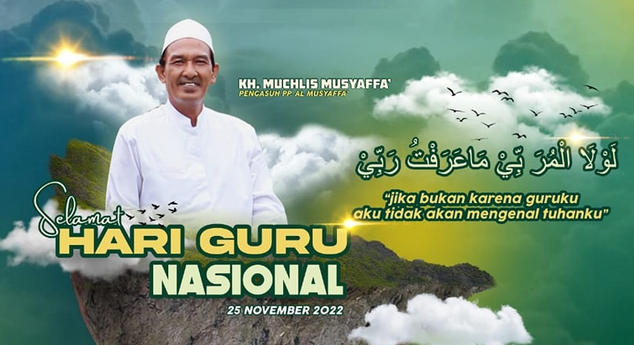 KH. MUCHLIS MUSYAFFA'
PENGASUH PP. AL MUSYAFFA'
لَوْلَا الْمُرَ بِّيْ مَاعَرَفْتُ رَبِّيْ
"jika bukan karena guruku
aku tidak akan mengenal tuhanku"
Selamat
HARI GURU
NASIONAL
25 NOVEMBER 2022